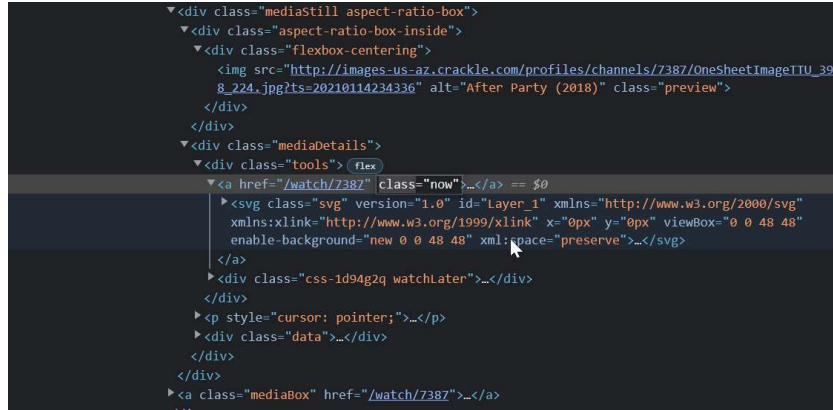 <div class="mediaStill aspect-ratio-box">
<div class="aspect-ratio-box-inside">
<div class="flexbox-centering">
<img src="http://images-us-az.crackle.com/profiles/channels/7387/OneSheetImageTTU_39
8_224.jpg?ts=20210114234336" alt="After Party (2018)" class="preview">
</div>
</div>
<div class="mediaDetails">
<div class="tools"> flex
<a href="/watch/7387" class="now">…</a> == $0
<svg class="svg" version="1.0" id="Layer_1" xmlns="http://www.w3.org/2000/svg"
xmlns:xlink="http://www.w3.org/1999/xlink" x="0px" y="0px" viewBox="0 0 48 48"
enable-background="new 0 0 48 48" xml:space="preserve">…</svg>
</a>
<div class="css-1d94g2q watchLater">…</div>
</div>
<p style="cursor: pointer;">…</p>
<div class="data">…</div>
</div>
</div>
<a class="mediaBox" href="/watch/7387">…</a>